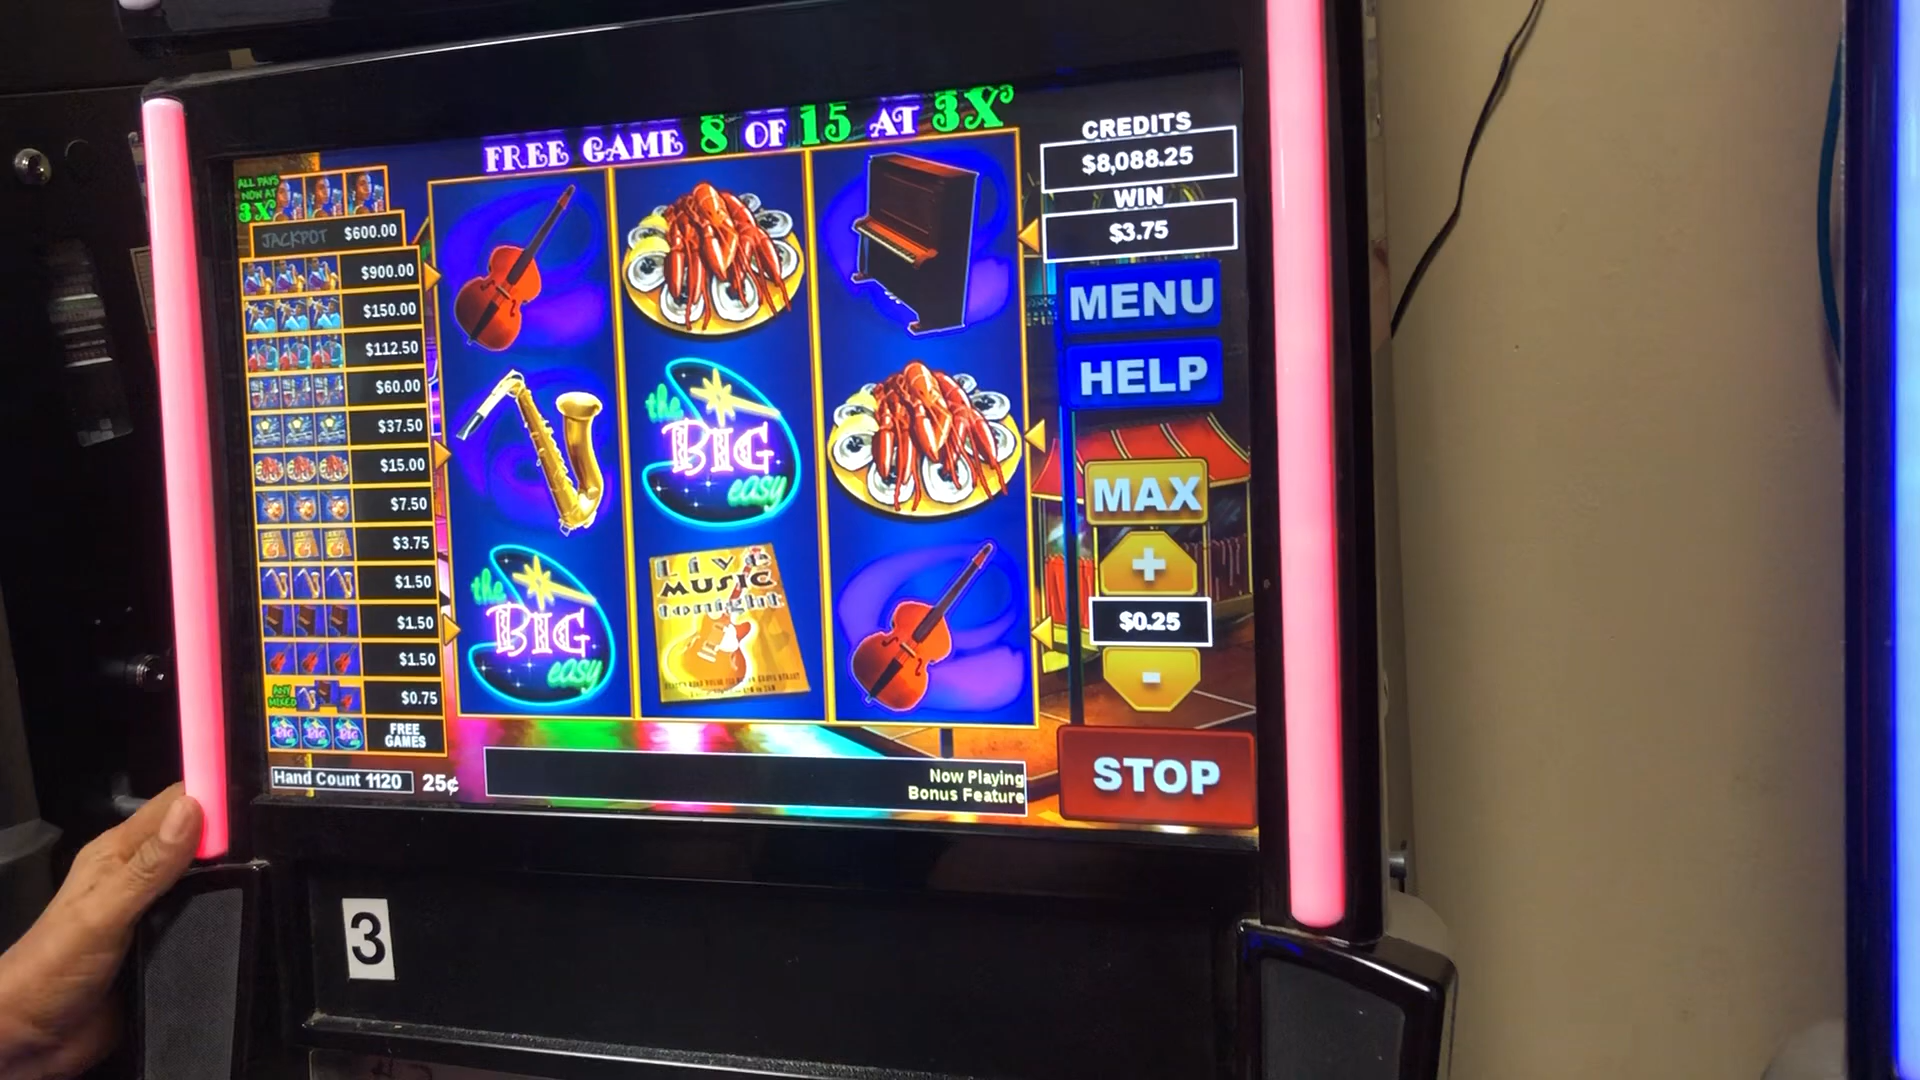 FREE GAME 8 OF 15 AT 3X
ALL PAYS
NOW AT
3X
JACKPOT $600.00
$900.00
$150.00
$112.50
$60.00
$37.50
$15.00
$7.50
$3.75
$1.50
$1.50
$1.50
ANY
MIXED
$0.75
BIG
BIG
BIG
FREE
GAMES
Hand Count 1120
25¢
the
BIG
easy
the
BIG
easy
Live
MUSIC
tonight
Now Playing
Bonus Feature
CREDITS
$8,088.25
WIN
$3.75
MENU
HELP
MAX
+
$0.25
-
STOP
3